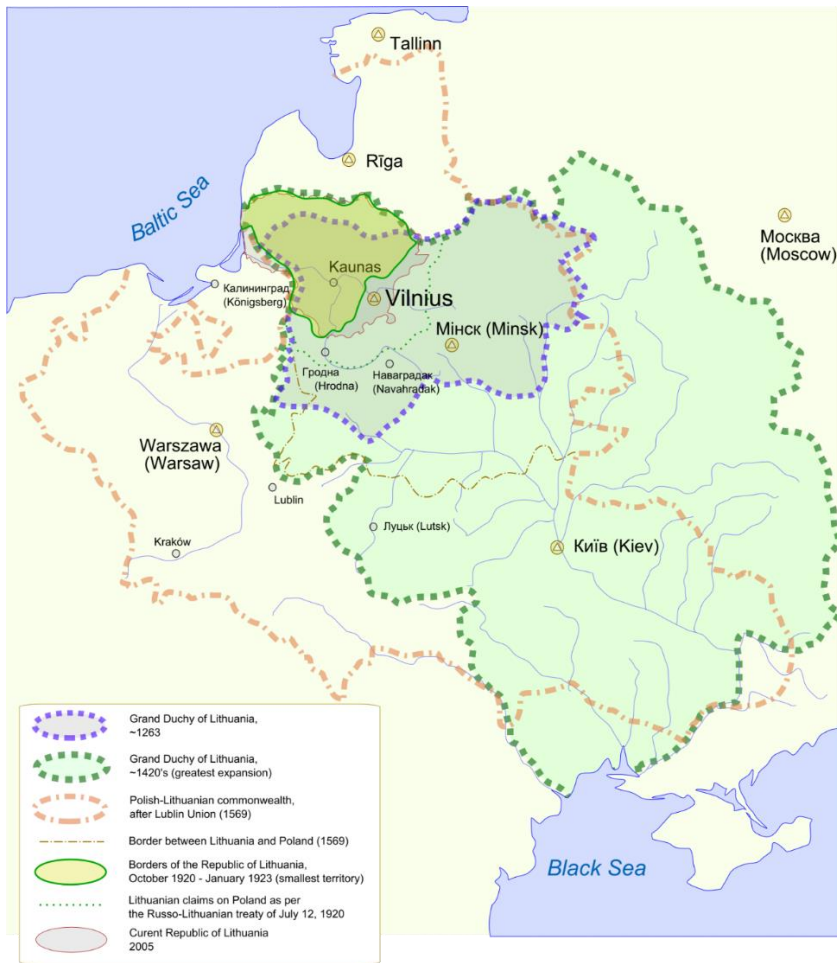 Tallinn
Rīga
Baltic Sea
Москва
(Moscow)
Kaunas
Калининград
(Königsberg)
Vilnius
Мінск (Minsk)
Гродна
(Hrodna)
Наваградак
(Navahradak)
Warszawa
(Warsaw)
Lublin
Луцьк (Lutsk)
Kraków
Київ (Kiev)
Black Sea
Grand Duchy of Lithuania,
~1263
Grand Duchy of Lithuania,
~1420's (greatest expansion)
Polish-Lithuanian commonwealth,
after Lublin Union (1569)
Border between Lithuania and Poland (1569)
Borders of the Republic of Lithuania,
October 1920 - January 1923 (smallest territory)
Lithuanian claims on Poland as per
the Russo-Lithuanian treaty of July 12, 1920
Curent Republic of Lithuania
2005